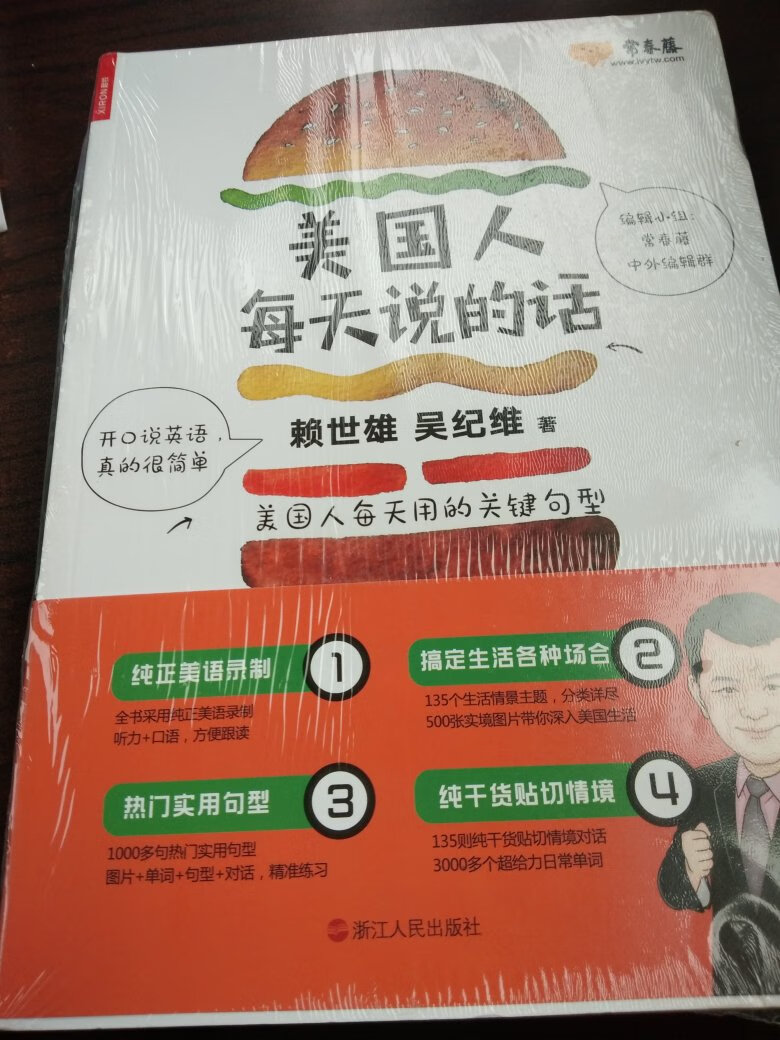 XIRON磨铁
常春藤
www.ivytw.com
美国人
每天说的话
编辑小组：
常春藤
中外编辑群
赖世雄 吴纪维 著
开口说英语，
真的很简单
美国人每天用的关键句型
纯正美语录制 1
全书采用纯正美语录制
听力+口语，方便跟读
搞定生活各种场合 2
135个生活情景主题，分类详尽
500张实境图片带你深入美国生活
热门实用句型 3
1000多句热门实用句型
图片+单词+句型+对话，精准练习
纯干货贴切情境 4
135则纯干货贴切情境对话
3000多个超给力日常单词
浙江人民出版社